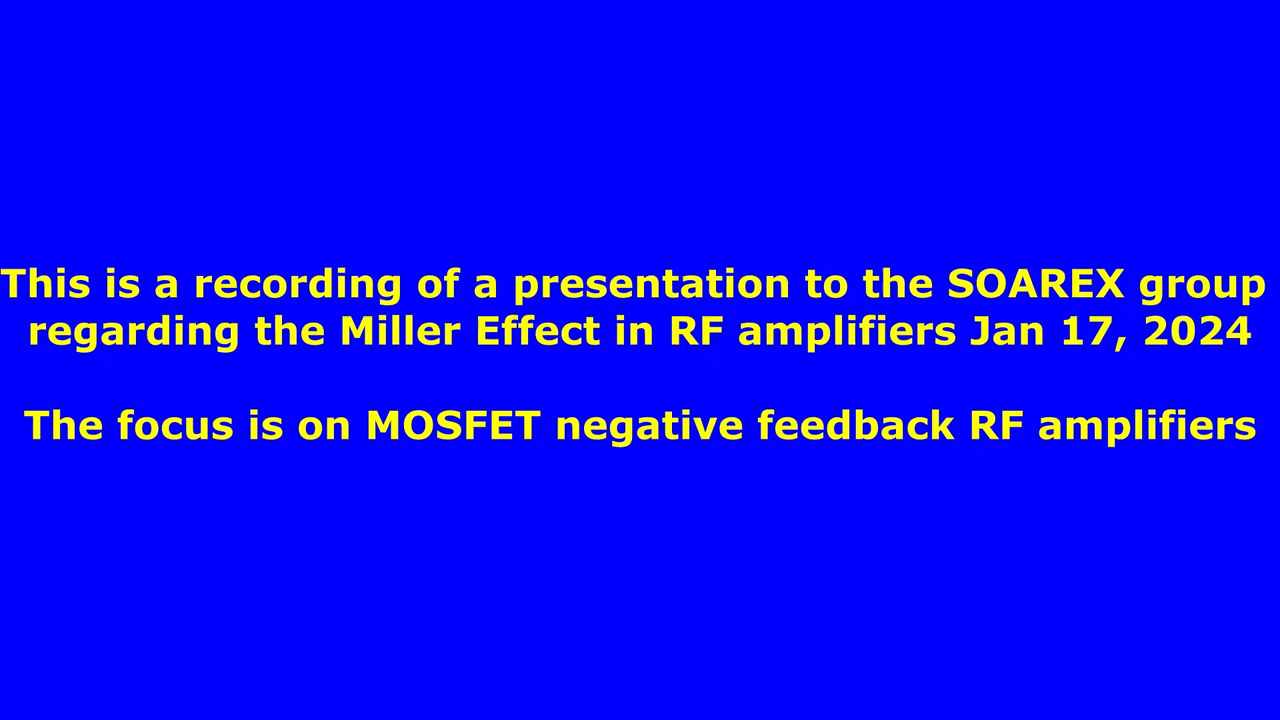 This is a recording of a presentation to the SOAREX group
regarding the Miller Effect in RF amplifiers Jan 17, 2024
The focus is on MOSFET negative feedback RF amplifiers